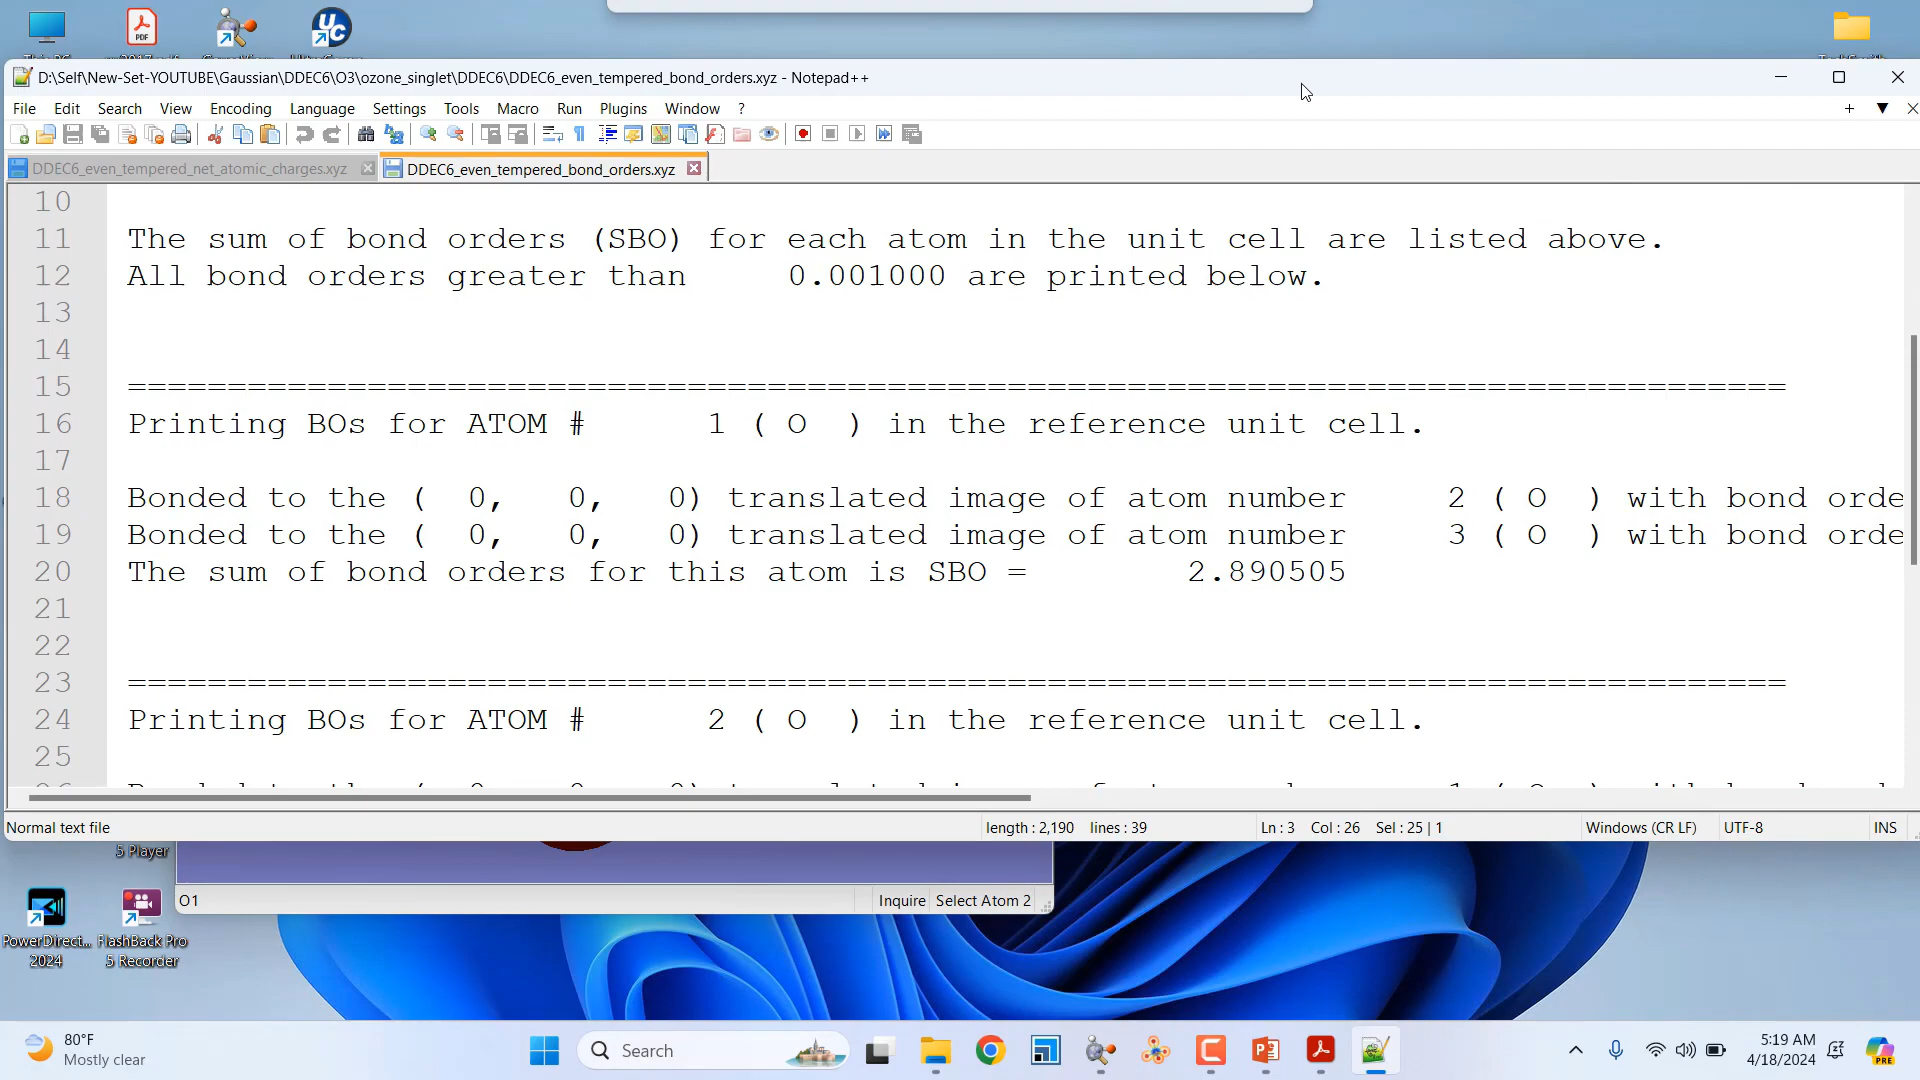 D:\Self\New-Set-YOUTUBE\Gaussian\DDEC6\O3\ozone_singlet\DDEC6\DDEC6_even_tempered_bond_orders.xyz - Notepad++
File Edit Search View Encoding Language Settings Tools Macro Run Plugins Window ?
DDEC6_even_tempered_net_atomic_charges.xyz DDEC6_even_tempered_bond_orders.xyz
10
11 The sum of bond orders (SBO) for each atom in the unit cell are listed above.
12 All bond orders greater than 0.001000 are printed below.
13
14
15 ===================================================================================
16 Printing BOs for ATOM # 1 ( O ) in the reference unit cell.
17
18 Bonded to the ( 0, 0, 0) translated image of atom number 2 ( O ) with bond orde
19 Bonded to the ( 0, 0, 0) translated image of atom number 3 ( O ) with bond orde
20 The sum of bond orders for this atom is SBO = 2.890505
21
22
23 ===================================================================================
24 Printing BOs for ATOM # 2 ( O ) in the reference unit cell.
25
Normal text file length : 2,190 lines : 39 Ln : 3 Col : 26 Sel : 25 | 1 Windows (CR LF) UTF-8 INS
5 Player
O1 Inquire Select Atom 2
PowerDirect... 2024
FlashBack Pro 5 Recorder
80°F
Mostly clear
Search
5:19 AM
4/18/2024
PRE
PDF
UC